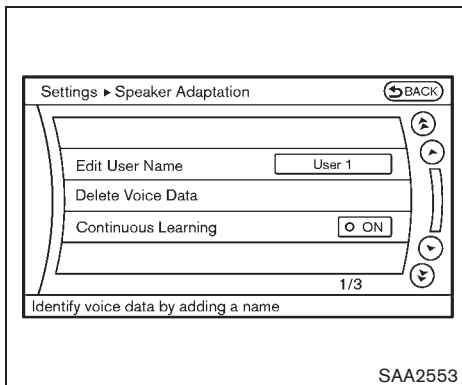 Settings ▸ Speaker Adaptation BACK
Edit User Name User 1
Delete Voice Data
Continuous Learning ON
1/3
Identify voice data by adding a name
SAA2553